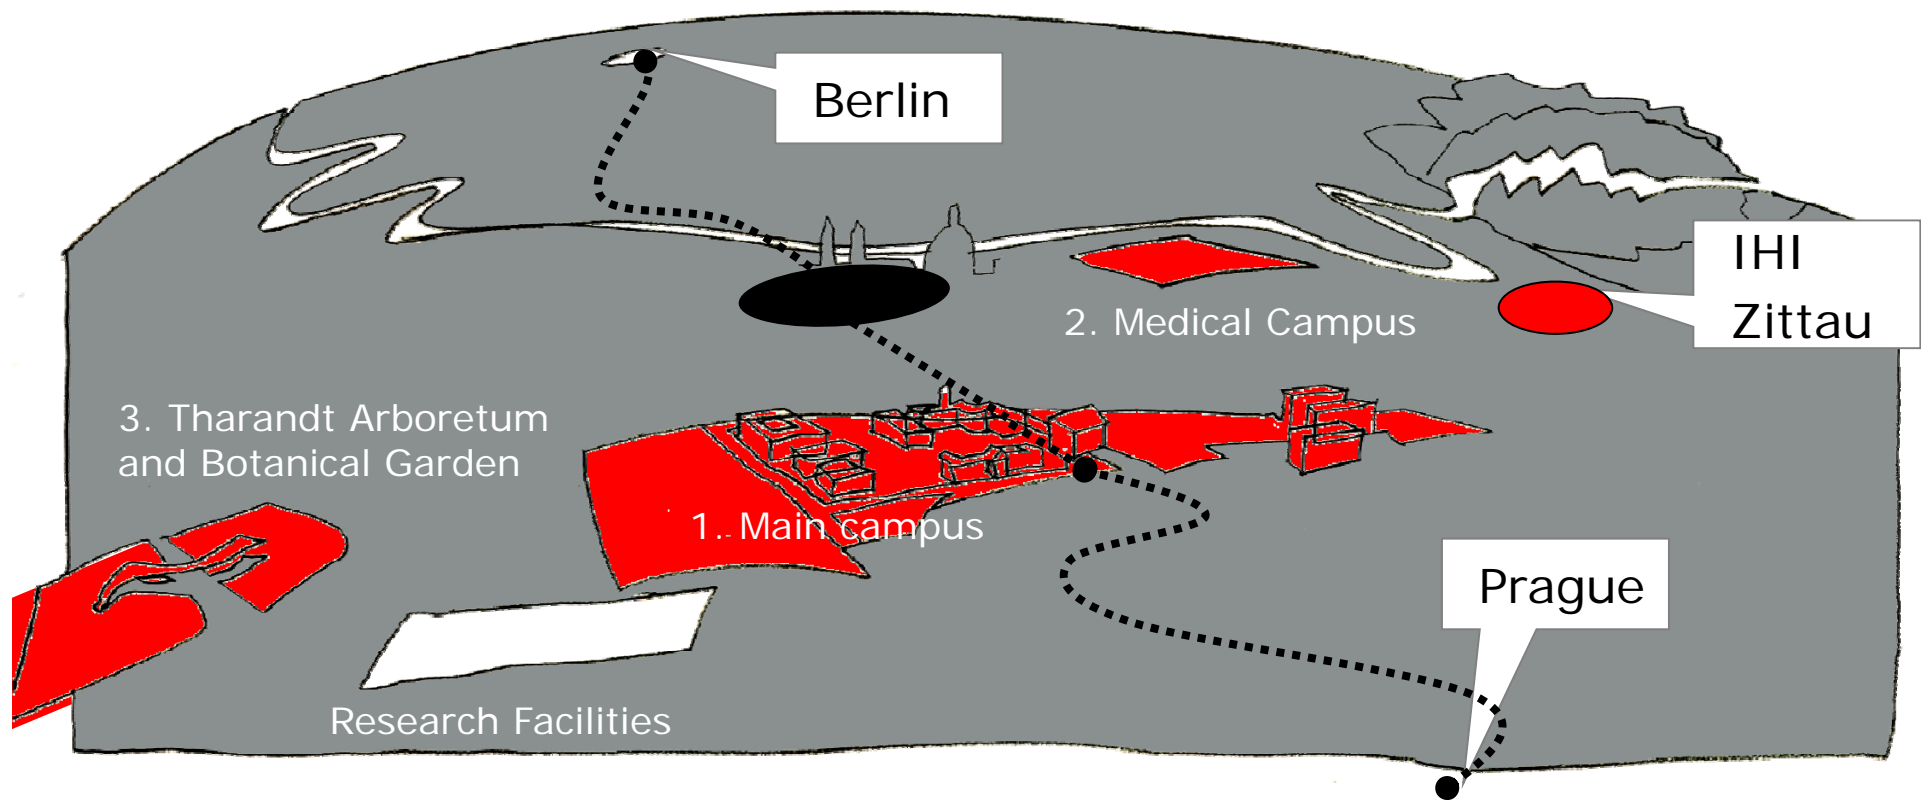 Berlin
IHI
Zittau
2. Medical Campus
3. Tharandt Arboretum
and Botanical Garden
1. Main campus
Prague
Research Facilities